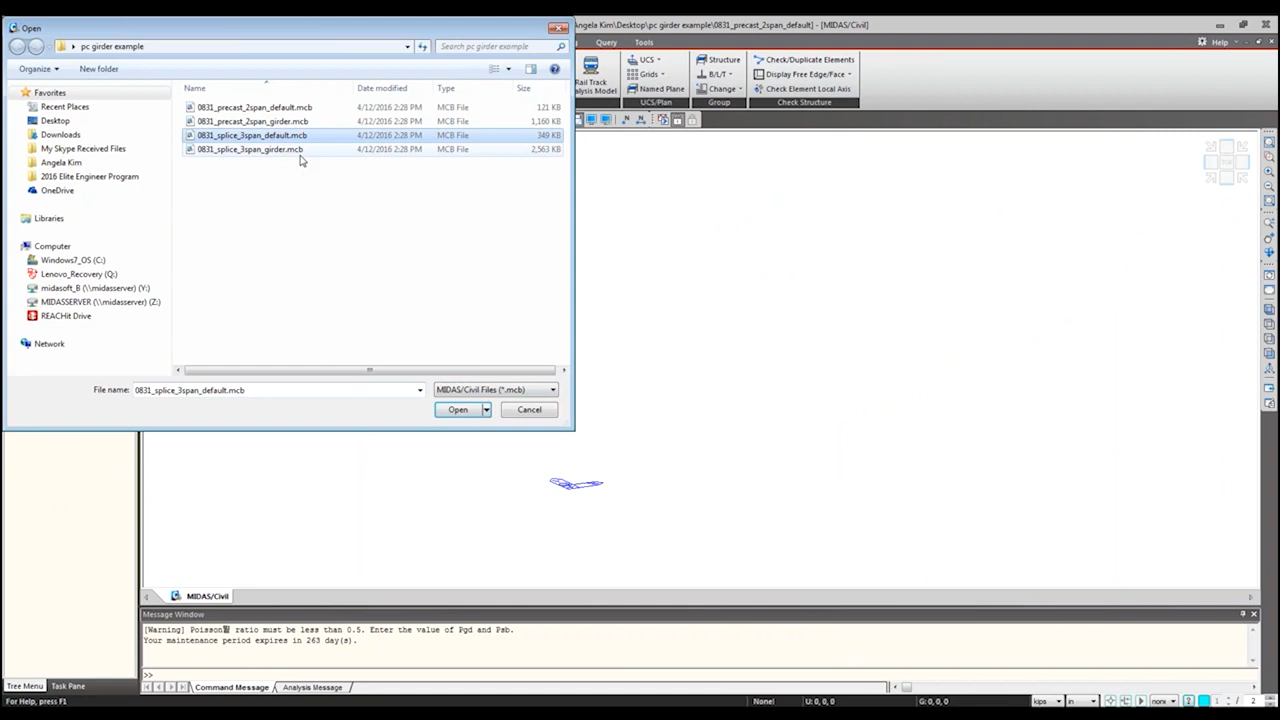 Open
Angela Kim\Desktop\pc girder example\0831_precast_2span_default] - [MIDAS/Civil]
pc girder example
Search pc girder example
Query
Tools
Help
Organize
New folder
Rail Track
alysis Model
UCS
Grids
Named Plane
UCS/Plan
Structure
B/L/T
Change
Group
Check/Duplicate Elements
Display Free Edge/Face
Check Element Local Axis
Check Structure
Favorites
Recent Places
Desktop
Downloads
My Skype Received Files
Angela Kim
2016 Elite Engineer Program
OneDrive
Libraries
Computer
Windows7_OS (C:)
Lenovo_Recovery (Q:)
midasoft_B (\\midasserver) (Y:)
MIDASSERVER (\\midasserver) (Z:)
REACHit Drive
Network
Name Date modified Type Size
0831_precast_2span_default.mcb 4/12/2016 2:28 PM MCB File 121 KB
0831_precast_2span_girder.mcb 4/12/2016 2:28 PM MCB File 1,160 KB
0831_splice_3span_default.mcb 4/12/2016 2:28 PM MCB File 349 KB
0831_splice_3span_girder.mcb 4/12/2016 2:28 PM MCB File 2,563 KB
File name: 0831_splice_3span_default.mcb
MIDAS/Civil Files (*.mcb)
Open
Cancel
MIDAS/Civil
Message Window
[Warning] Poisson's ratio must be less than 0.5. Enter the value of Pgd and Psb.
Your maintenance period expires in 263 day(s).
>>
Tree Menu
Task Pane
Command Message
Analysis Message
For Help, press F1
None!
U: 0, 0, 0
G: 0, 0, 0
kips
in
non
1 / 2